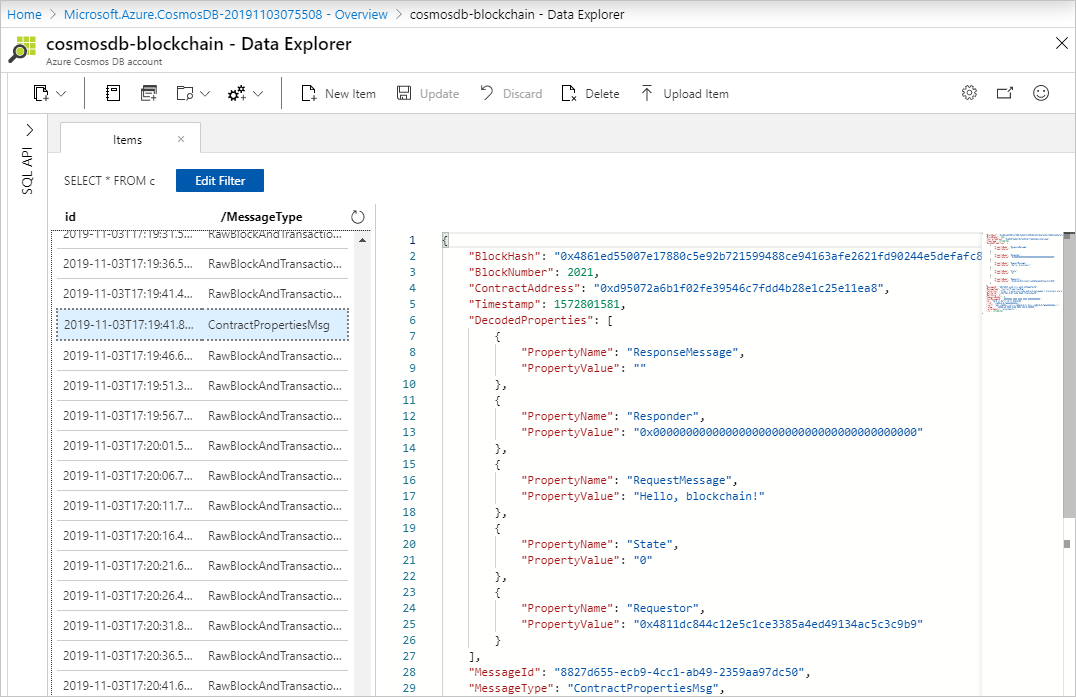 Home > Microsoft.Azure.CosmosDB-20191103075508 - Overview > cosmosdb-blockchain - Data Explorer
cosmosdb-blockchain - Data Explorer
Azure Cosmos DB account
New Item Update Discard Delete Upload Item
SQL API
Items
SELECT * FROM c Edit Filter
id /MessageType
2019-11-03T17:19:31.5... RawBlockAndTransactio...
2019-11-03T17:19:36.5... RawBlockAndTransactio...
2019-11-03T17:19:41.4... RawBlockAndTransactio...
2019-11-03T17:19:41.8... ContractPropertiesMsg
2019-11-03T17:19:46.6... RawBlockAndTransactio...
2019-11-03T17:19:51.3... RawBlockAndTransactio...
2019-11-03T17:19:56.7... RawBlockAndTransactio...
2019-11-03T17:20:01.5... RawBlockAndTransactio...
2019-11-03T17:20:06.7... RawBlockAndTransactio...
2019-11-03T17:20:11.7... RawBlockAndTransactio...
2019-11-03T17:20:16.4... RawBlockAndTransactio...
2019-11-03T17:20:21.6... RawBlockAndTransactio...
2019-11-03T17:20:26.4... RawBlockAndTransactio...
2019-11-03T17:20:31.8... RawBlockAndTransactio...
2019-11-03T17:20:36.5... RawBlockAndTransactio...
2019-11-03T17:20:41.6... RawBlockAndTransactio...
1 {
2 "BlockHash": "0x4861ed55007e17880c5e92b721599488ce94163afe2621fd90244e5defafc8
3 "BlockNumber": 2021,
4 "ContractAddress": "0xd95072a6b1f02fe39546c7fdd4b28e1c25e11ea8",
5 "Timestamp": 1572801581,
6 "DecodedProperties": [
7 {
8 "PropertyName": "ResponseMessage",
9 "PropertyValue": ""
10 },
11 {
12 "PropertyName": "Responder",
13 "PropertyValue": "0x0000000000000000000000000000000000000000"
14 },
15 {
16 "PropertyName": "RequestMessage",
17 "PropertyValue": "Hello, blockchain!"
18 },
19 {
20 "PropertyName": "State",
21 "PropertyValue": "0"
22 },
23 {
24 "PropertyName": "Requestor",
25 "PropertyValue": "0x4811dc844c12e5c1ce3385a4ed49134ac5c3c9b9"
26 }
27 ],
28 "MessageId": "8827d655-ecb9-4cc1-ab49-2359aa97dc50",
29 "MessageType": "ContractPropertiesMsg",